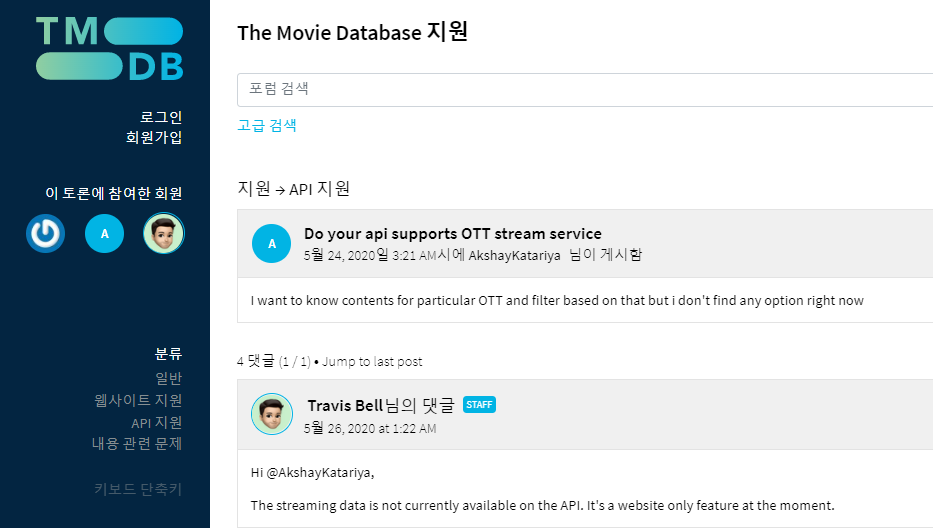 TM
DB
로그인
회원가입
이 토론에 참여한 회원
A
분류
일반
웹사이트 지원
API 지원
내용 관련 문제
키보드 단축키
The Movie Database 지원
포럼 검색
고급 검색
지원 → API 지원
A
Do your api supports OTT stream service
5월 24, 2020일 3:21 AM시에 AkshayKatariya 님이 게시함
I want to know contents for particular OTT and filter based on that but i don't find any option right now
4 댓글 (1 / 1) • Jump to last post
Travis Bell님의 댓글 STAFF
5월 26, 2020 at 1:22 AM
Hi @AkshayKatariya,
The streaming data is not currently available on the API. It's a website only feature at the moment.